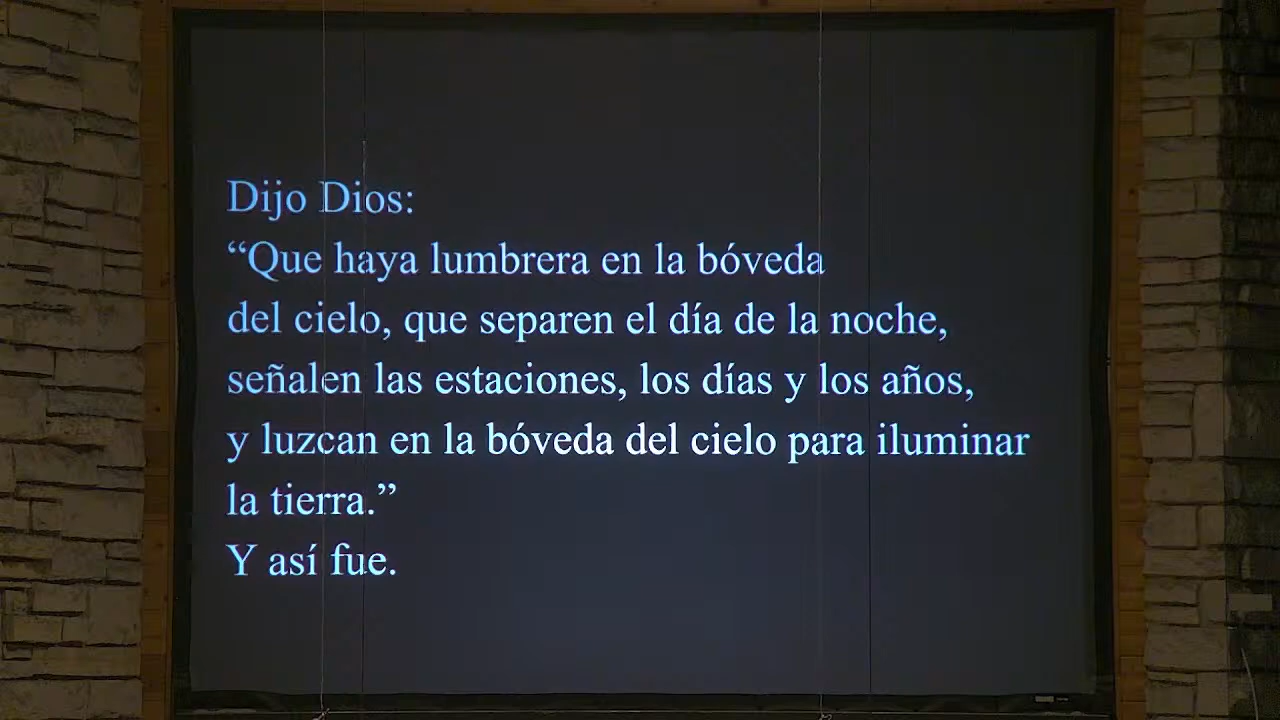 Dijo Dios:
“Que haya lumbrera en la bóveda
del cielo, que separen el día de la noche,
señalen las estaciones, los días y los años,
y luzcan en la bóveda del cielo para iluminar
la tierra.”
Y así fue.